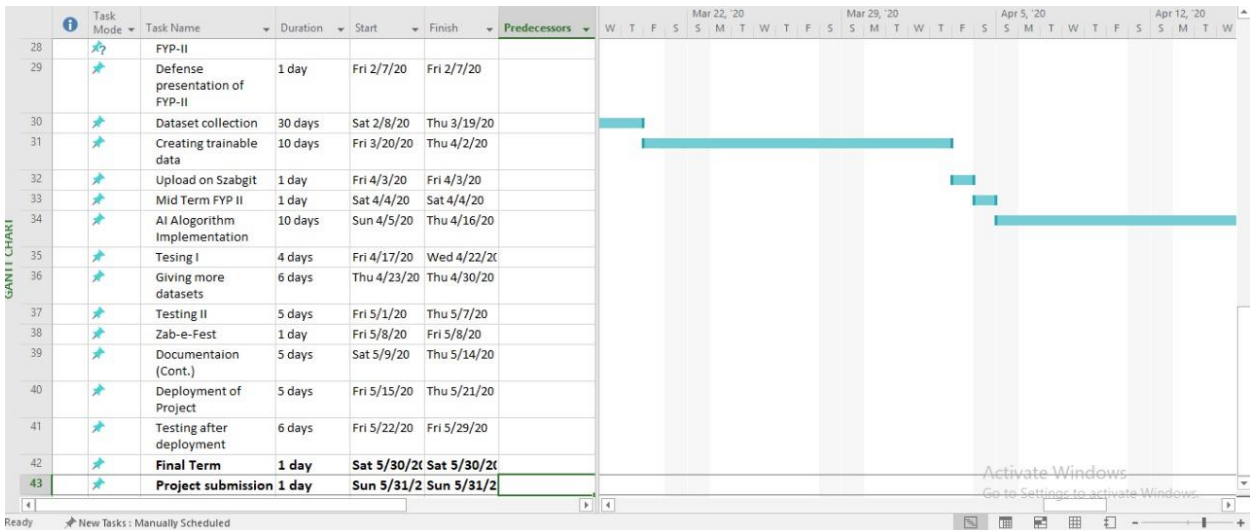 Task Mode Task Name Duration Start Finish Predecessors
Mar 22, '20 Mar 29, '20 Apr 5, '20 Apr 12, '20
W T F S S M T W T F S S M T W T F S S M T W T F S S M T W
28 FYP-II
29 Defense presentation of FYP-II 1 day Fri 2/7/20 Fri 2/7/20
30 Dataset collection 30 days Sat 2/8/20 Thu 3/19/20
31 Creating trainable data 10 days Fri 3/20/20 Thu 4/2/20
32 Upload on Szabgit 1 day Fri 4/3/20 Fri 4/3/20
33 Mid Term FYP II 1 day Sat 4/4/20 Sat 4/4/20
34 AI Alogorithm Implementation 10 days Sun 4/5/20 Thu 4/16/20
35 Tesing I 4 days Fri 4/17/20 Wed 4/22/20
36 Giving more datasets 6 days Thu 4/23/20 Thu 4/30/20
37 Testing II 5 days Fri 5/1/20 Thu 5/7/20
38 Zab-e-Fest 1 day Fri 5/8/20 Fri 5/8/20
39 Documentaion (Cont.) 5 days Sat 5/9/20 Thu 5/14/20
40 Deployment of Project 5 days Fri 5/15/20 Thu 5/21/20
41 Testing after deployment 6 days Fri 5/22/20 Fri 5/29/20
42 Final Term 1 day Sat 5/30/20 Sat 5/30/20
43 Project submission 1 day Sun 5/31/2 Sun 5/31/2
GANTT CHART
Activate Windows
Go to Settings to activate Windows.
Ready New Tasks : Manually Scheduled